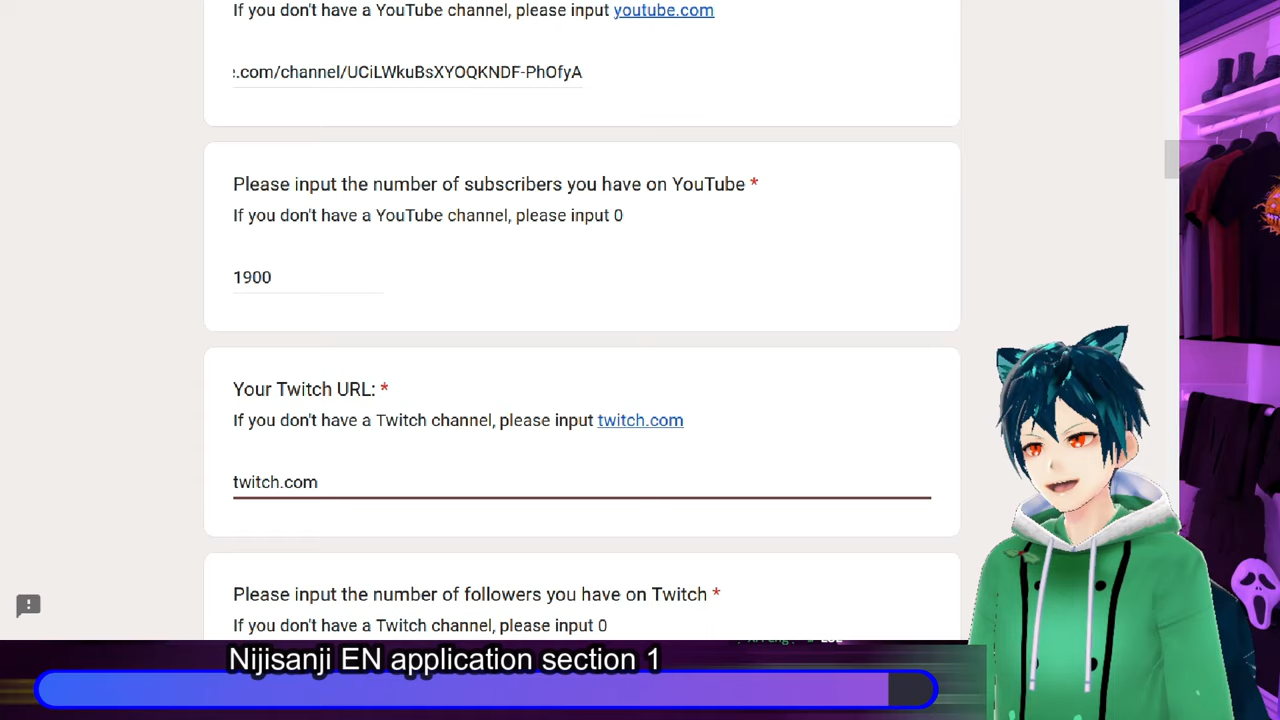 If you don't have a YouTube channel, please input youtube.com
:.com/channel/UCiLWkuBsXYOQKNDF-PhOfyA
Please input the number of subscribers you have on YouTube *
If you don't have a YouTube channel, please input 0
1900
Your Twitch URL: *
If you don't have a Twitch channel, please input twitch.com
twitch.com
Please input the number of followers you have on Twitch *
If you don't have a Twitch channel, please input 0
Nijisanji EN application section 1